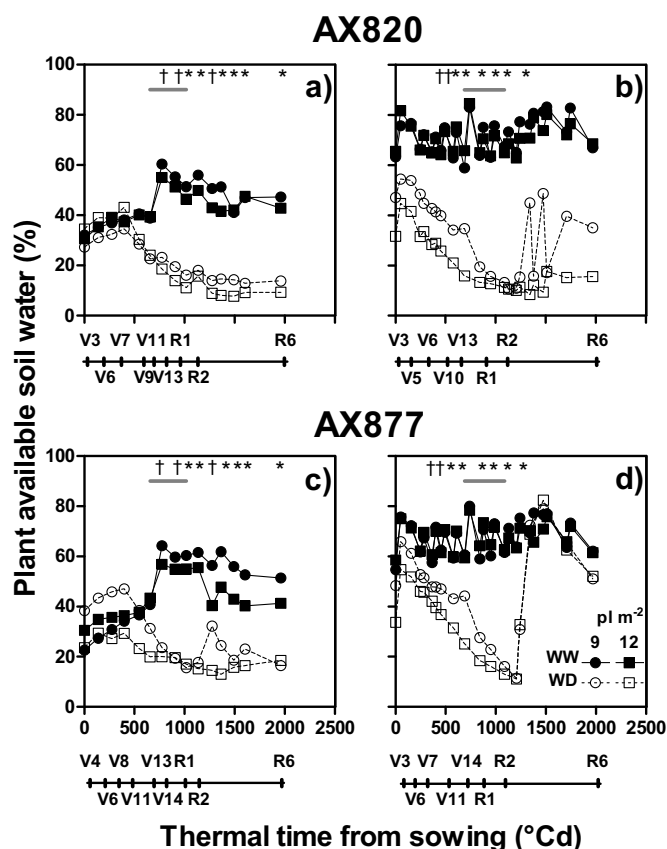 AX820
† † * * † * * * *
a)
†† * * * * * *
b)
100
80
60
40
20
0
V3 V7 V11 R1 R6
V6 V9 V13 R2
V3 V6 V13 R2 R6
V5 V10 R1
Plant available soil water (%)
AX877
† † * * † * * * *
c)
†† * * * * * *
d)
100
80
60
40
20
0
pl m-2
9 12
WW
WD
0 500 1000 1500 2000 2500
0 500 1000 1500 2000 2500
V4 V8 V13 R1 R6
V6 V11 V14 R2
V3 V7 V14 R2 R6
V6 V11 R1
Thermal time from sowing (°Cd)